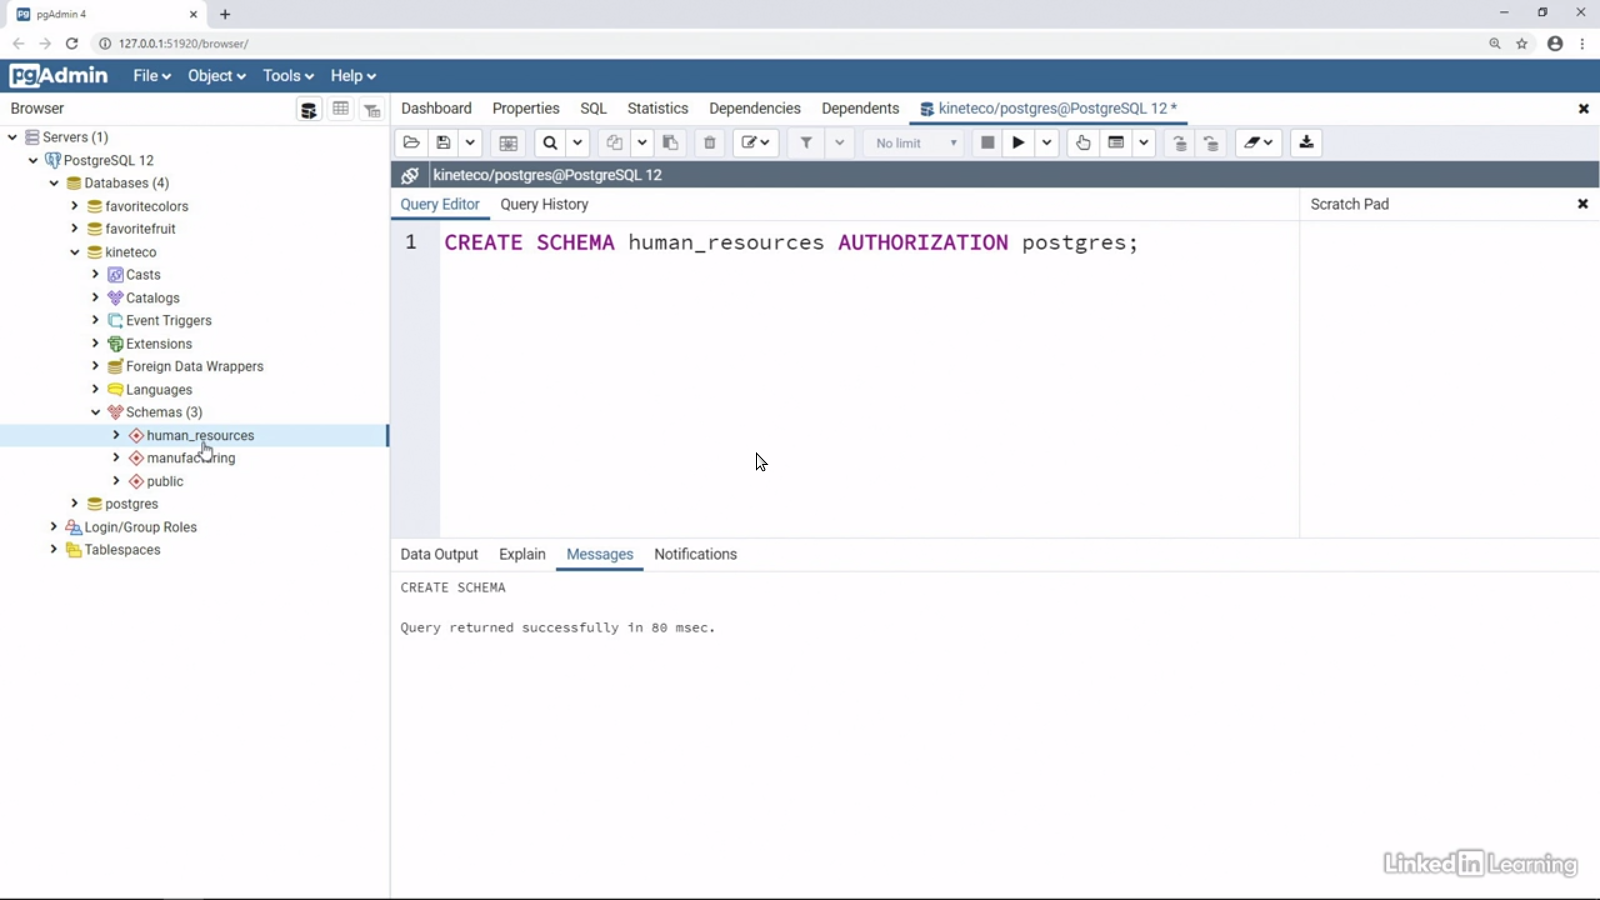 pgAdmin 4
127.0.0.1:51920/browser/
pgAdmin File Object Tools Help
Browser
Dashboard Properties SQL Statistics Dependencies Dependents kineteco/postgres@PostgreSQL 12 *
Servers (1)
PostgreSQL 12
Databases (4)
favoritecolors
favoritefruit
kineteco
Casts
Catalogs
Event Triggers
Extensions
Foreign Data Wrappers
Languages
Schemas (3)
human_resources
manufacturing
public
postgres
Login/Group Roles
Tablespaces
No limit
kineteco/postgres@PostgreSQL 12
Query Editor Query History
Scratch Pad
1 CREATE SCHEMA human_resources AUTHORIZATION postgres;
Data Output Explain Messages Notifications
CREATE SCHEMA
Query returned successfully in 80 msec.
Linked in Learning